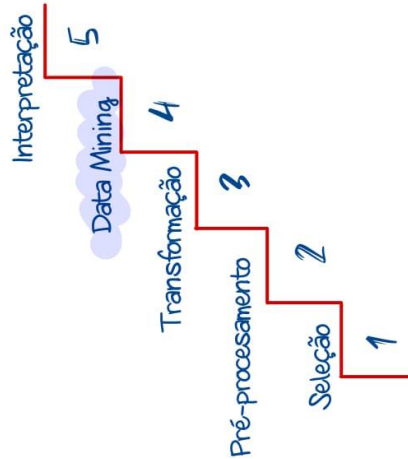 Interpretação
5
Data Mining
4
Transformação
3
Pré-procesamento
2
Seleção
1